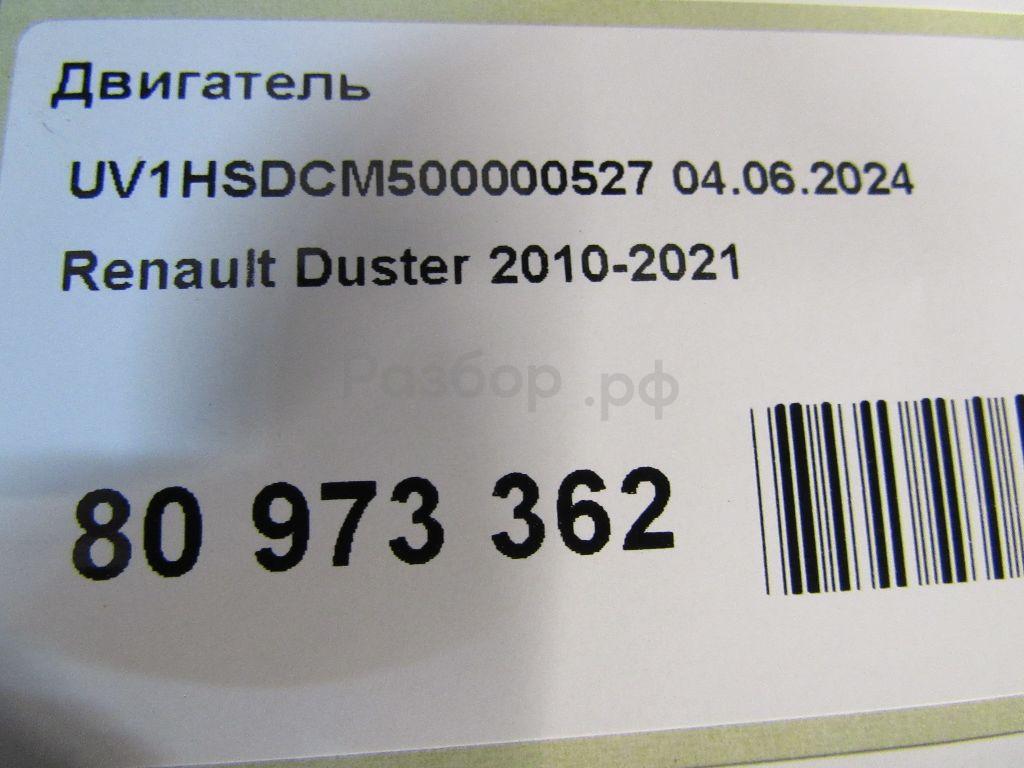 Двигатель
UV1HSDCM500000527 04.06.2024
Renault Duster 2010-2021
Разбор.рф
80 973 362